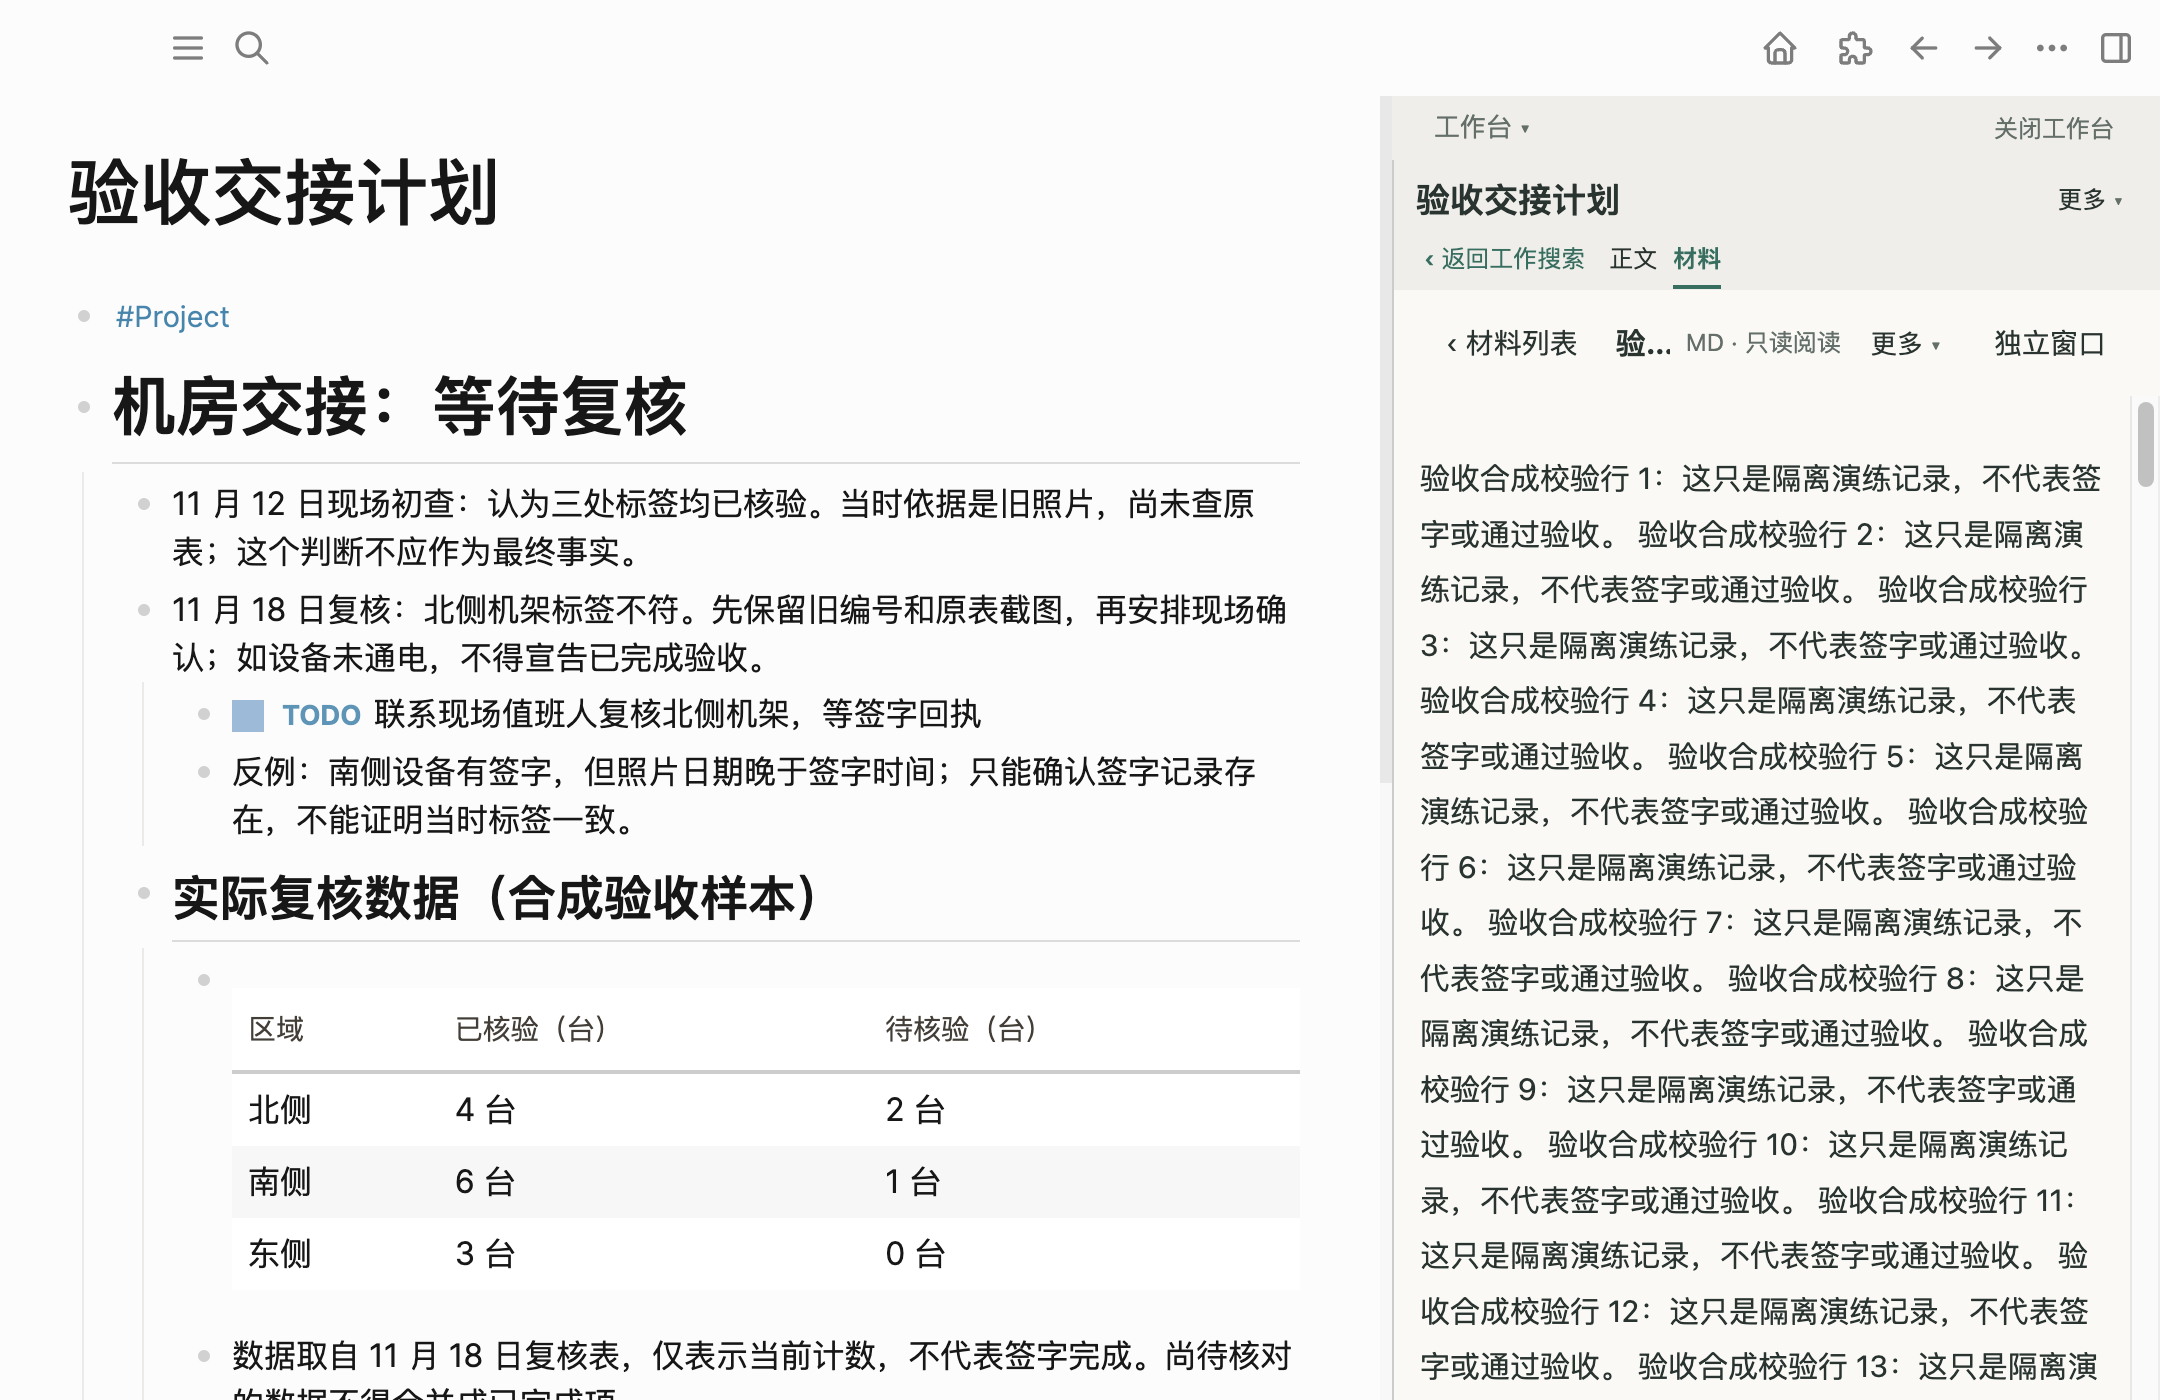 验收交接计划
#Project
机房交接：等待复核
11 月 12 日现场初查：认为三处标签均已核验。当时依据是旧照片，尚未查原
表；这个判断不应作为最终事实。
11 月 18 日复核：北侧机架标签不符。先保留旧编号和原表截图，再安排现场确
认；如设备未通电，不得宣告已完成验收。
TODO 联系现场值班人复核北侧机架，等签字回执
反例：南侧设备有签字，但照片日期晚于签字时间；只能确认签字记录存
在，不能证明当时标签一致。
实际复核数据（合成验收样本）
区域 已核验（台） 待核验（台）
北侧 4 台 2 台
南侧 6 台 1 台
东侧 3 台 0 台
数据取自 11 月 18 日复核表，仅表示当前计数，不代表签字完成。尚待核对
的数据不得合并成已完成项
工作台 ▾ 关闭工作台
验收交接计划 更多 ▾
‹ 返回工作搜索 正文 材料
‹ 材料列表 验... MD · 只读阅读 更多 ▾ 独立窗口
验收合成校验行 1：这只是隔离演练记录，不代表签
字或通过验收。 验收合成校验行 2：这只是隔离演
练记录，不代表签字或通过验收。 验收合成校验行
3：这只是隔离演练记录，不代表签字或通过验收。
验收合成校验行 4：这只是隔离演练记录，不代表
签字或通过验收。 验收合成校验行 5：这只是隔离
演练记录，不代表签字或通过验收。 验收合成校验
行 6：这只是隔离演练记录，不代表签字或通过验
收。 验收合成校验行 7：这只是隔离演练记录，不
代表签字或通过验收。 验收合成校验行 8：这只是
隔离演练记录，不代表签字或通过验收。 验收合成
校验行 9：这只是隔离演练记录，不代表签字或通
过验收。 验收合成校验行 10：这只是隔离演练记
录，不代表签字或通过验收。 验收合成校验行 11：
这只是隔离演练记录，不代表签字或通过验收。 验
收合成校验行 12：这只是隔离演练记录，不代表签
字或通过验收。 验收合成校验行 13：这只是隔离演